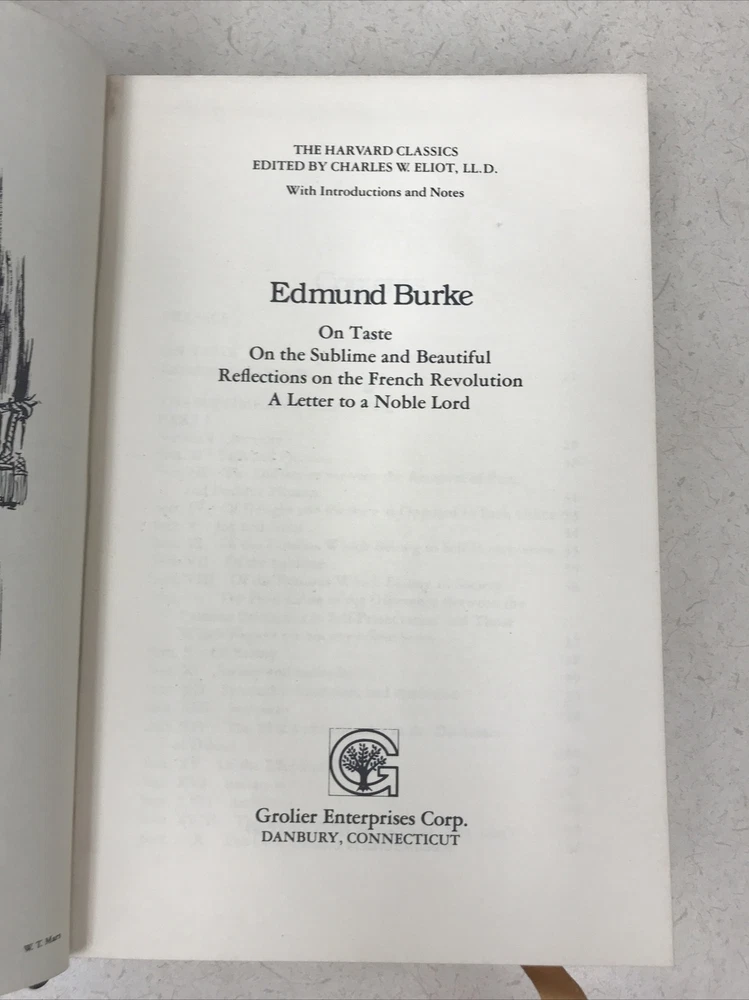 THE HARVARD CLASSICS
EDITED BY CHARLES W. ELIOT, LL.D.
With Introductions and Notes
Edmund Burke
On Taste
On the Sublime and Beautiful
Reflections on the French Revolution
A Letter to a Noble Lord
G
Grolier Enterprises Corp.
DANBURY, CONNECTICUT
W. T. Mars